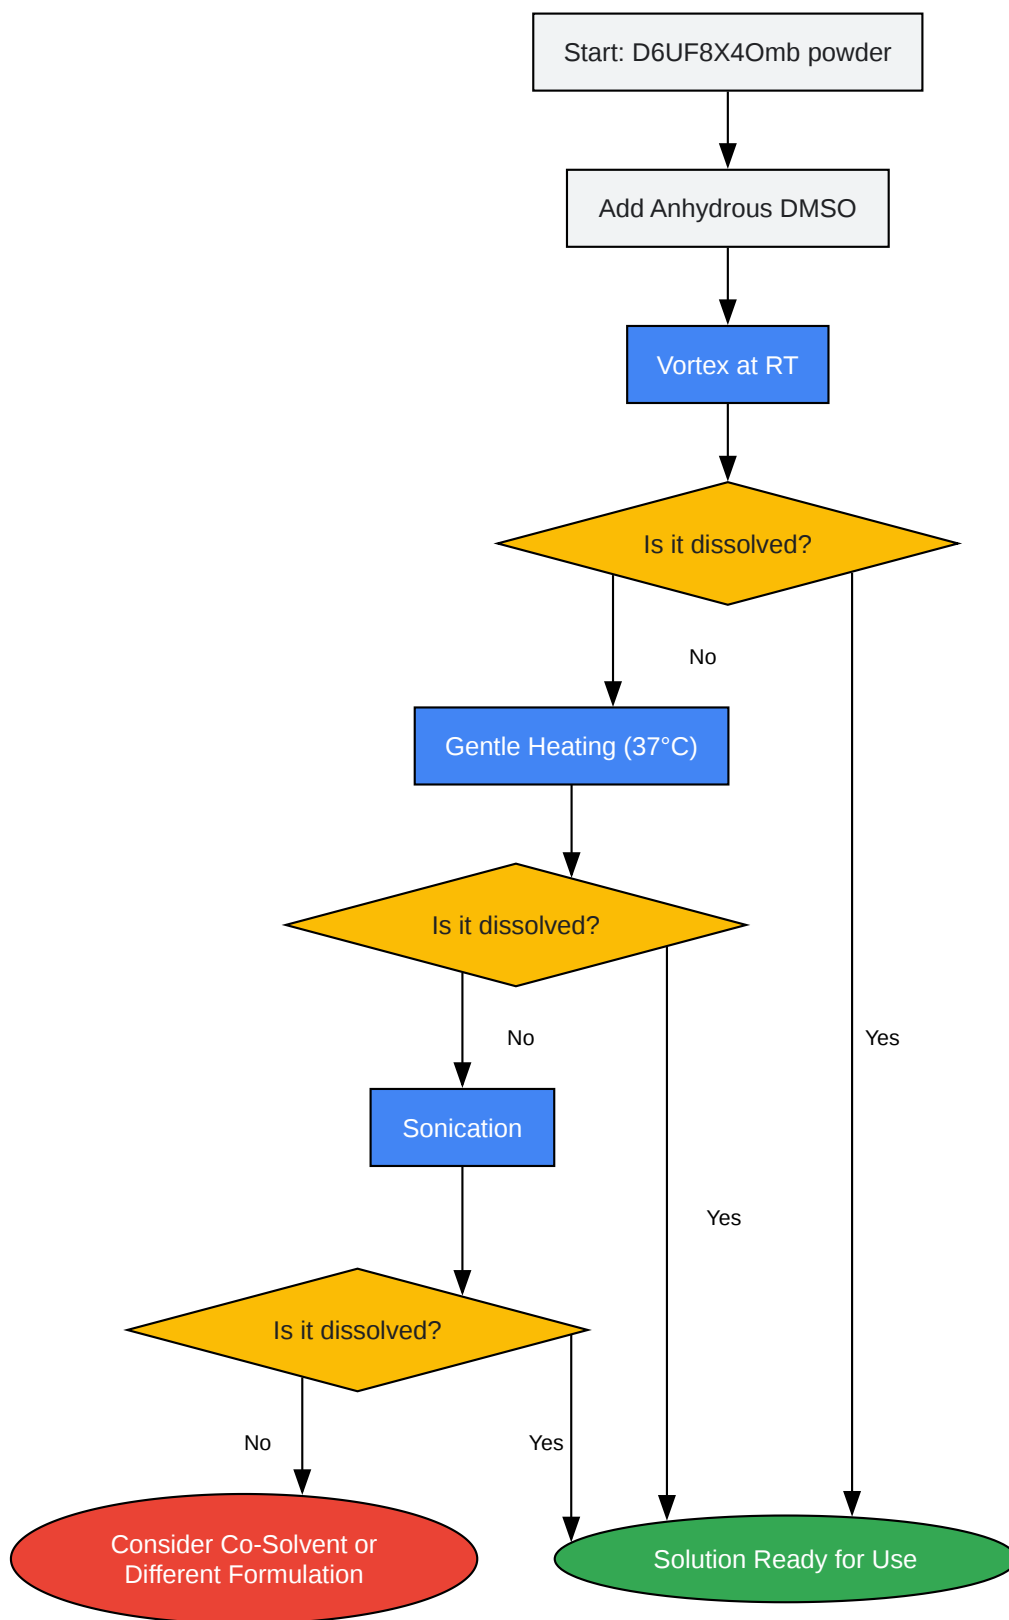 Start: D6UF8X4Omb powder
Add Anhydrous DMSO
Vortex at RT
Is it dissolved?
No
Gentle Heating (37°C)
Is it dissolved?
No
Yes
Sonication
Yes
Is it dissolved?
No
Yes
Consider Co-Solvent or
Different Formulation
Solution Ready for Use